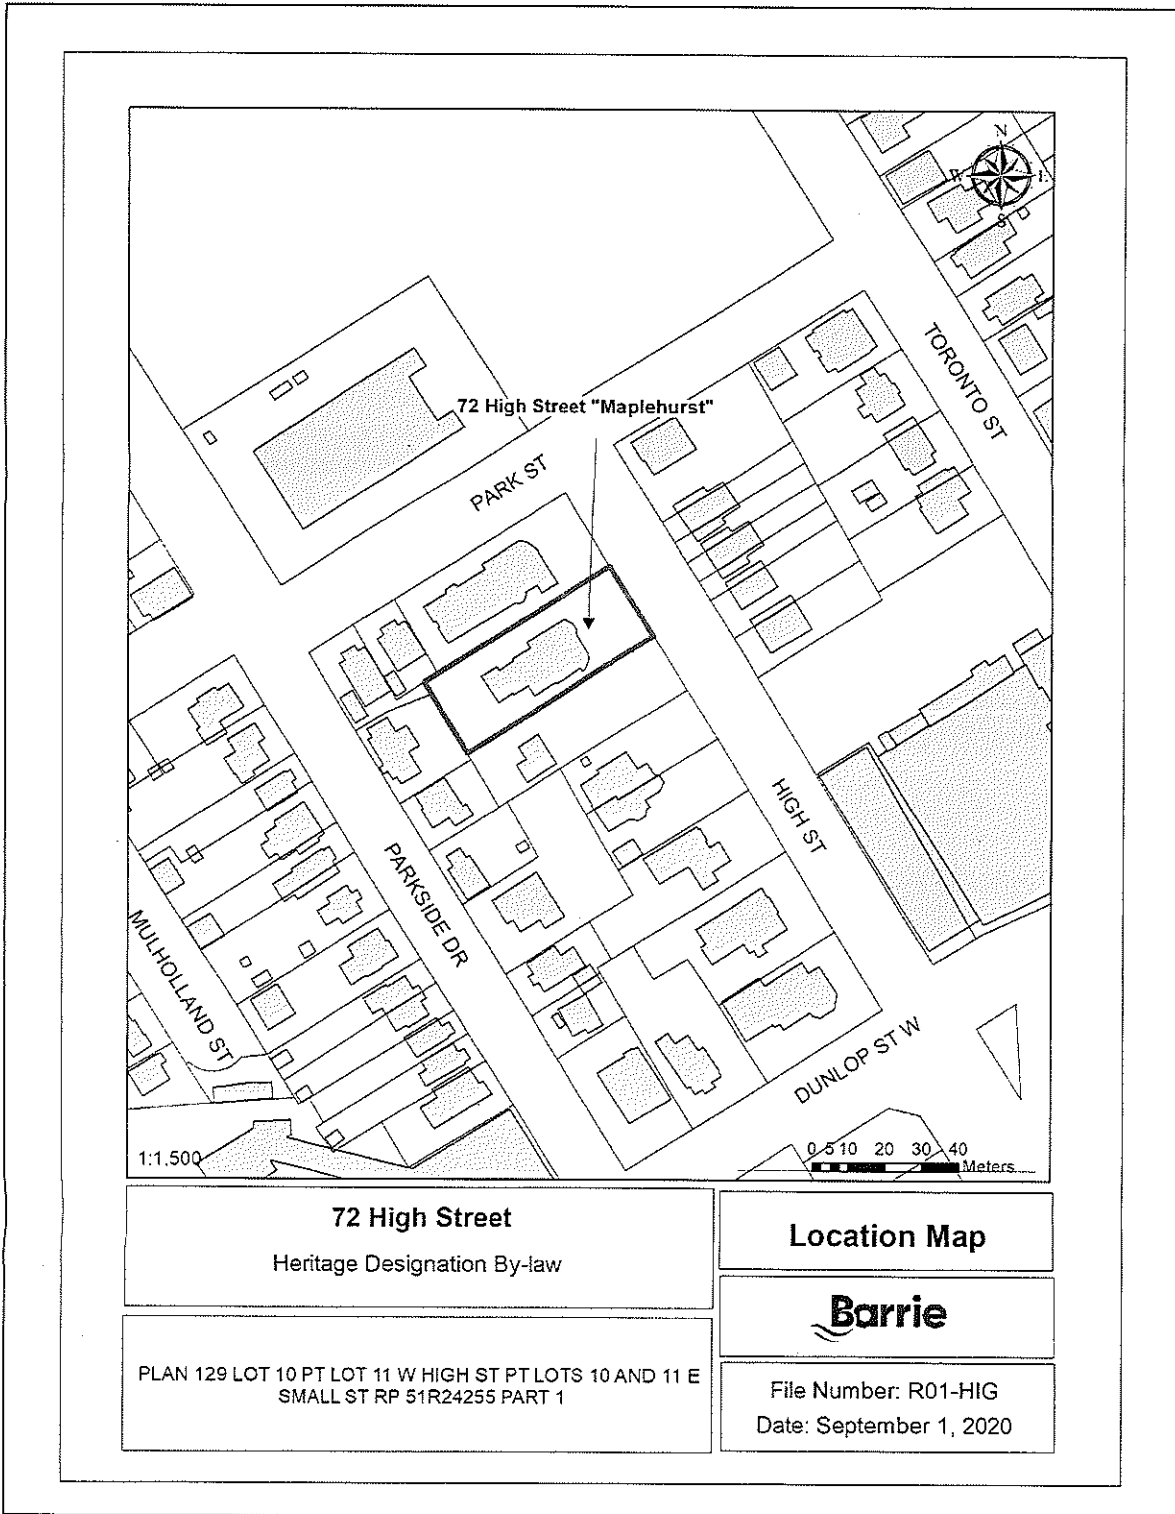 N
W
E
S
TORONTO ST
72 High Street "Maplehurst"
PARK ST
HIGH ST
PARKSIDE DR
MULHOLLAND ST
DUNLOP ST W
1:1,500
0 5 10 20 30 40
Meters
72 High Street
Heritage Designation By-law
PLAN 129 LOT 10 PT LOT 11 W HIGH ST PT LOTS 10 AND 11 E
SMALL ST RP 51R24255 PART 1
Location Map
Barrie
File Number: R01-HIG
Date: September 1, 2020